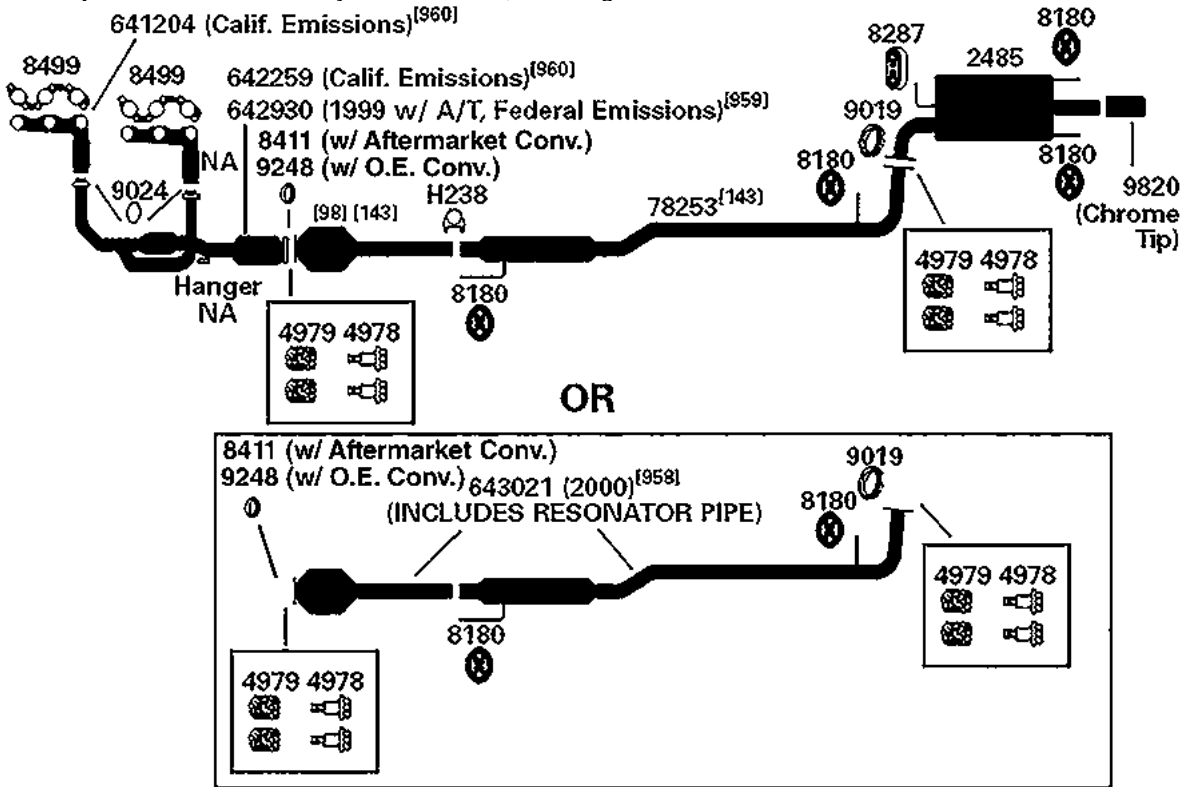 641204 (Calif. Emissions)[960]
8499
8499
642259 (Calif. Emissions)[960]
642930 (1999 w/ A/T, Federal Emissions)[959]
8411 (w/ Aftermarket Conv.)
9248 (w/ O.E. Conv.)
NA
9024
[98] [143]
H238
Hanger
NA
8180
4979 4978
78253[143]
8180
9019
8287
2485
8180
8180
9820
(Chrome
Tip)
4979 4978
OR
8411 (w/ Aftermarket Conv.)
9248 (w/ O.E. Conv.)
643021 (2000)[958]
(INCLUDES RESONATOR PIPE)
8180
9019
8180
4979 4978
4979 4978